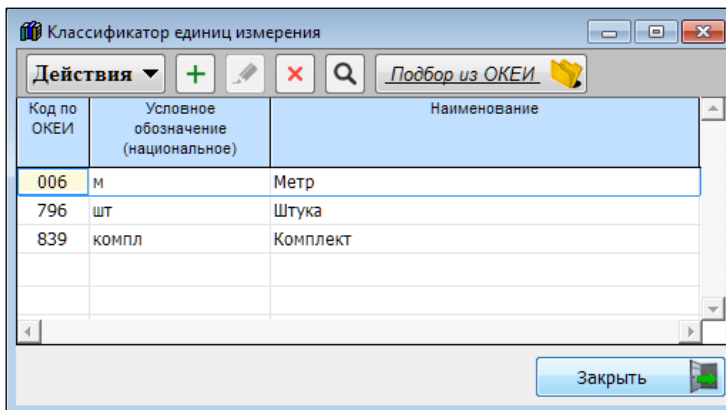 Классификатор единиц измерения
Действия Подбор из ОКЕИ
Код по ОКЕИ Условное обозначение (национальное) Наименование
006 м Метр
796 шт Штука
839 компл Комплект
Закрыть